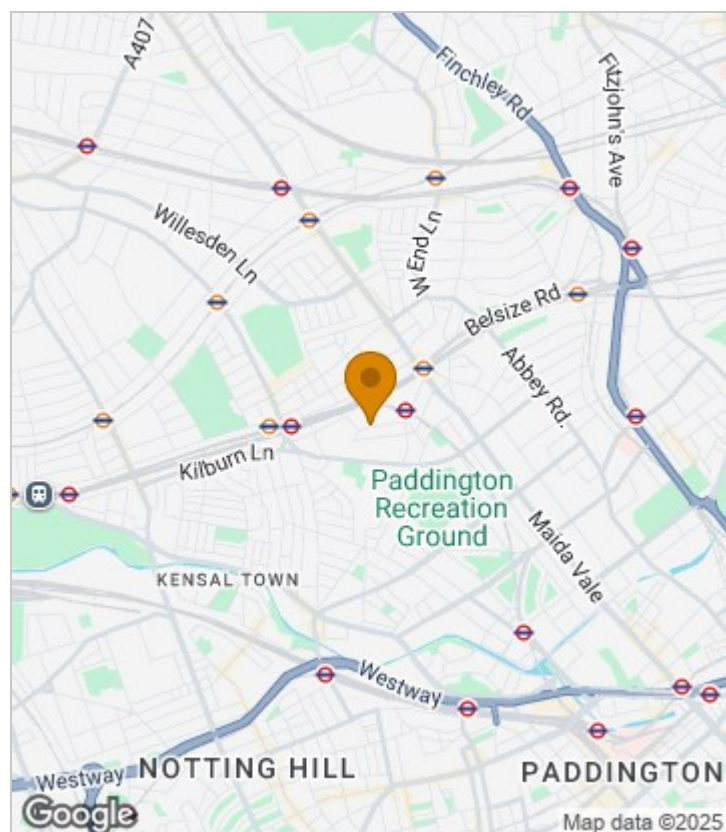 A407
Finchley Rd
Fitzjohn's Ave
Willesden Ln
W End Ln
Belsize Rd
Abbey Rd.
Kilburn Ln
Paddington
Recreation
Ground
Maida Vale
KENSAL TOWN
Westway
Westway
NOTTING HILL
PADDINGTON
Google
Map data ©2025